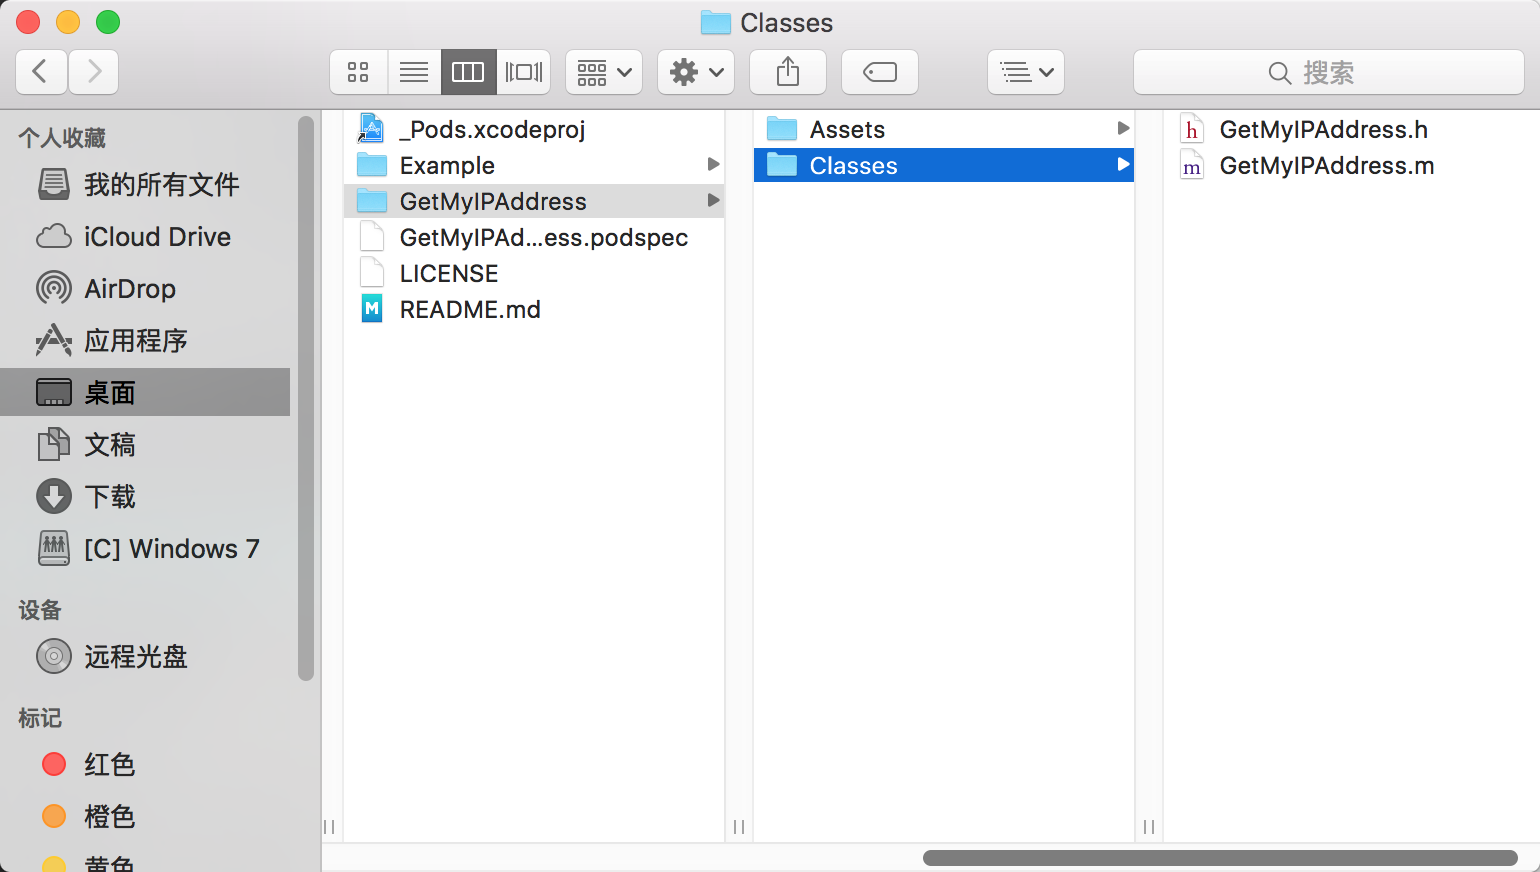 Classes
搜索
个人收藏
我的所有文件
iCloud Drive
AirDrop
应用程序
桌面
文稿
下载
[C] Windows 7
设备
远程光盘
标记
红色
橙色
黄色
_Pods.xcodeproj
Example
GetMyIPAddress
GetMyIPAd...ess.podspec
LICENSE
M README.md
Assets
Classes
h GetMyIPAddress.h
m GetMyIPAddress.m